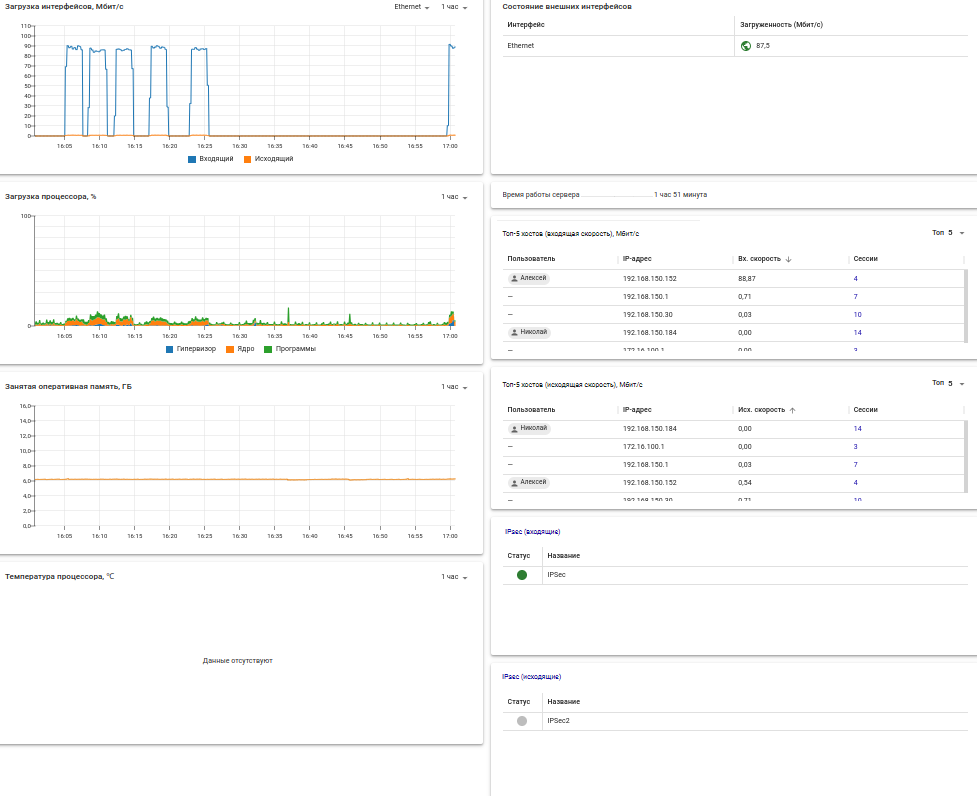 Загрузка интерфейсов, Мбит/с
Ethernet
1 час
110
100
90
80
70
60
50
40
30
20
10
0
16:05 16:10 16:15 16:20 16:25 16:30 16:35 16:40 16:45 16:50 16:55 17:00
Входящий Исходящий
Загрузка процессора, %
1 час
100
0
16:05 16:10 16:15 16:20 16:25 16:30 16:35 16:40 16:45 16:50 16:55 17:00
Гипервизор Ядро Программы
Занятая оперативная память, ГБ
1 час
16,0
14,0
12,0
10,0
8,0
6,0
4,0
2,0
0,0
16:05 16:10 16:15 16:20 16:25 16:30 16:35 16:40 16:45 16:50 16:55 17:00
Температура процессора, °C
1 час
Данные отсутствуют
Состояние внешних интерфейсов
Интерфейс Загруженность (Мбит/с)
Ethernet 87,5
Время работы сервера 1 час 51 минута
Топ-5 хостов (входящая скорость), Мбит/с
Топ 5
Пользователь IP-адрес Вх. скорость Сессии
Алексей 192.168.150.152 88,87 4
— 192.168.150.1 0,71 7
— 192.168.150.30 0,03 10
Николай 192.168.150.184 0,00 14
— 172.16.100.1 0,00 3
Топ-5 хостов (исходящая скорость), Мбит/с
Топ 5
Пользователь IP-адрес Исх. скорость Сессии
Николай 192.168.150.184 0,00 14
— 172.16.100.1 0,00 3
— 192.168.150.1 0,03 7
Алексей 192.168.150.152 0,54 4
— 192.168.150.30 0,71 10
IPsec (входящие)
Статус Название
IPSec
IPsec (исходящие)
Статус Название
IPSec2